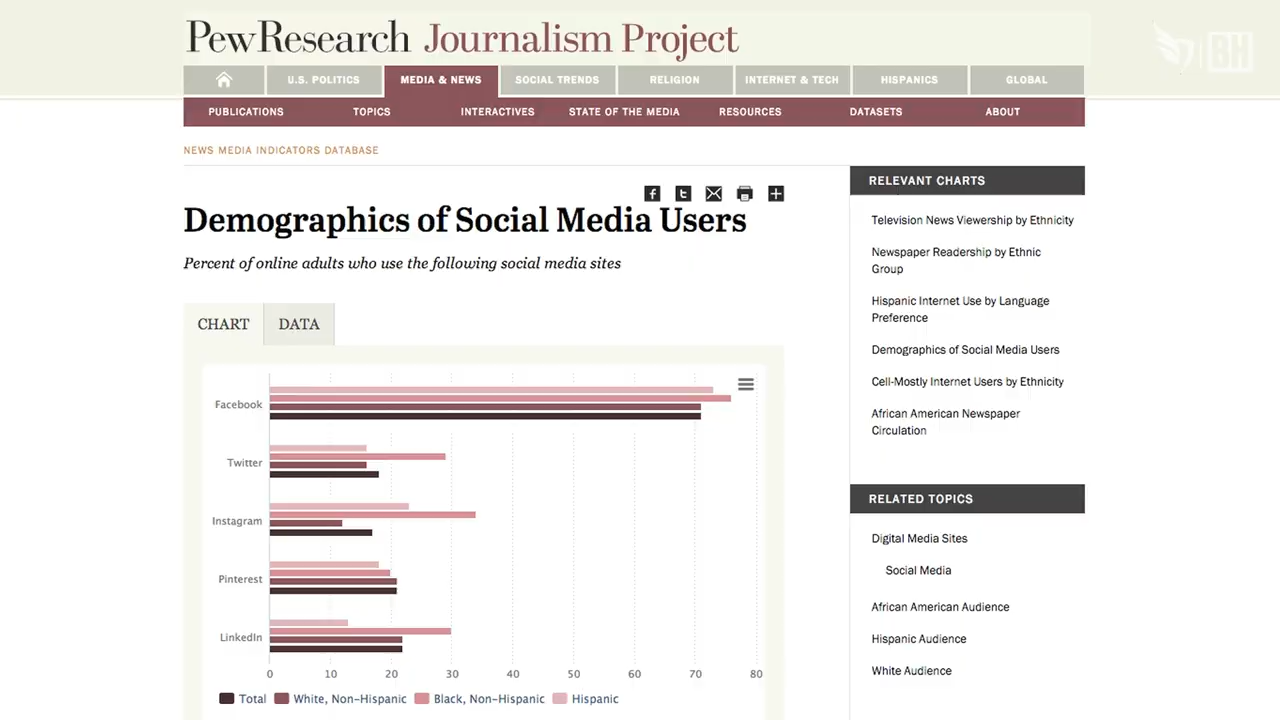 PewResearch Journalism Project
BH
U.S. POLITICS MEDIA & NEWS SOCIAL TRENDS RELIGION INTERNET & TECH HISPANICS GLOBAL
PUBLICATIONS TOPICS INTERACTIVES STATE OF THE MEDIA RESOURCES DATASETS ABOUT
NEWS MEDIA INDICATORS DATABASE
Demographics of Social Media Users
Percent of online adults who use the following social media sites
CHART DATA
Facebook
Twitter
Instagram
Pinterest
LinkedIn
0 10 20 30 40 50 60 70 80
Total White, Non-Hispanic Black, Non-Hispanic Hispanic
RELEVANT CHARTS
Television News Viewership by Ethnicity
Newspaper Readership by Ethnic
Group
Hispanic Internet Use by Language
Preference
Demographics of Social Media Users
Cell-Mostly Internet Users by Ethnicity
African American Newspaper
Circulation
RELATED TOPICS
Digital Media Sites
Social Media
African American Audience
Hispanic Audience
White Audience